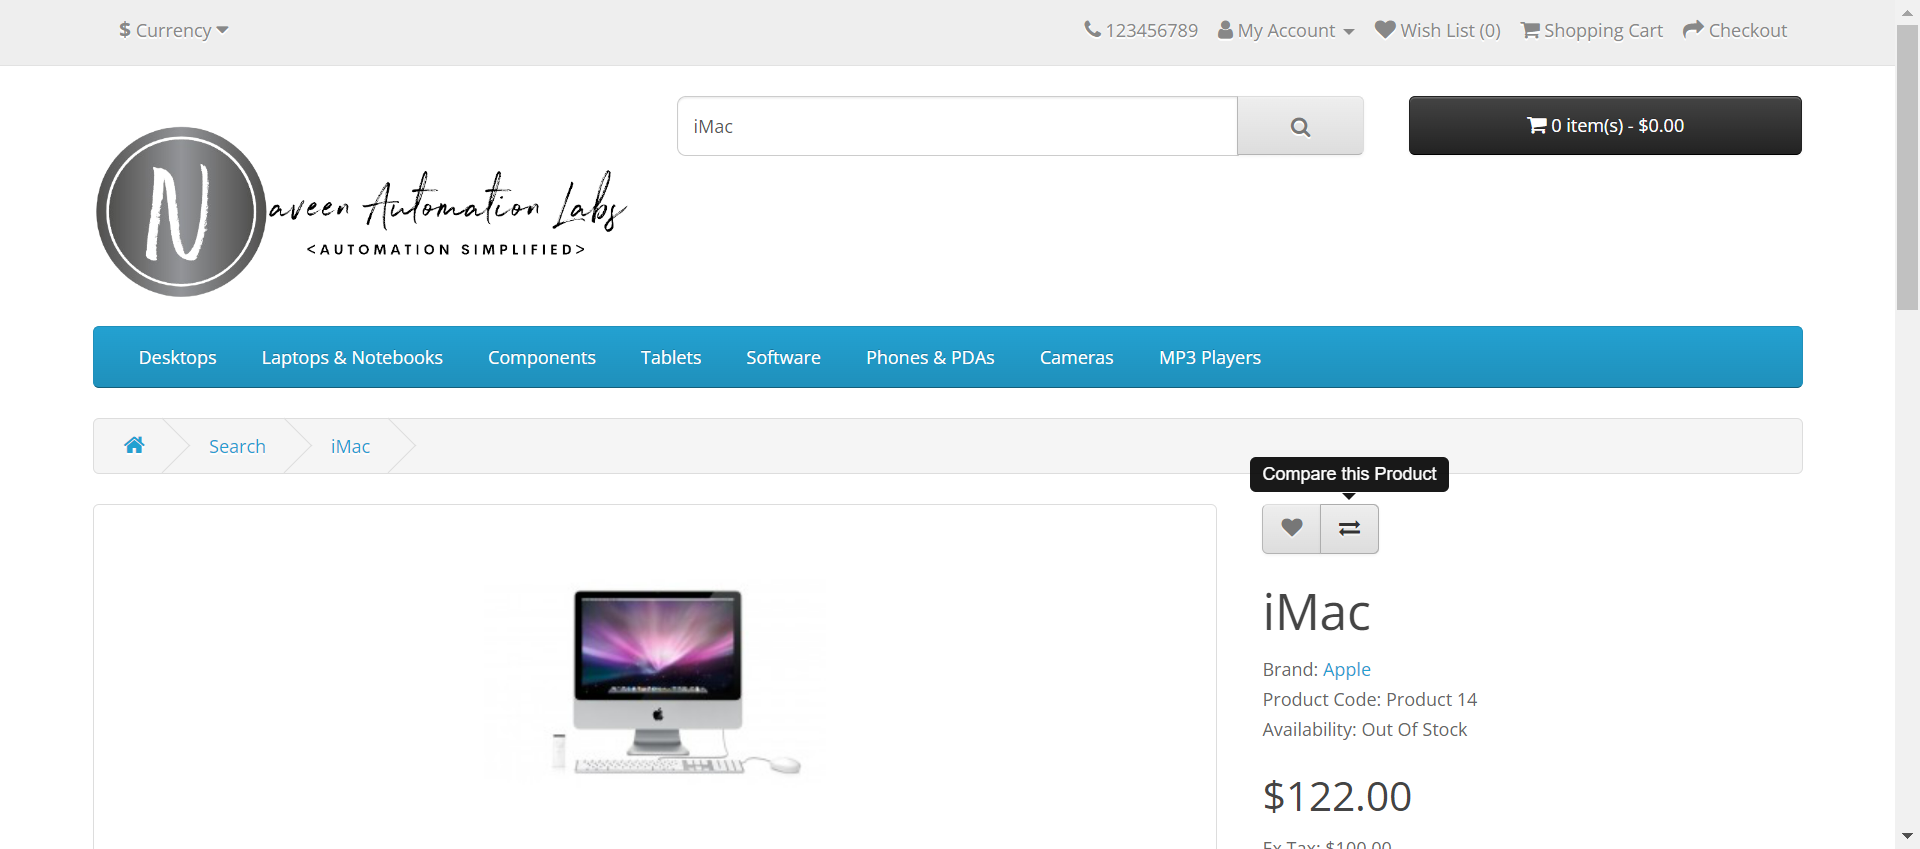 $ Currency
123456789 My Account Wish List (0) Shopping Cart Checkout
iMac
0 item(s) - $0.00
N
aveen Automation Labs
<AUTOMATION SIMPLIFIED>
Desktops Laptops & Notebooks Components Tablets Software Phones & PDAs Cameras MP3 Players
Search iMac
Compare this Product
iMac
Brand: Apple
Product Code: Product 14
Availability: Out Of Stock
$122.00
Ex Tax: $100.00